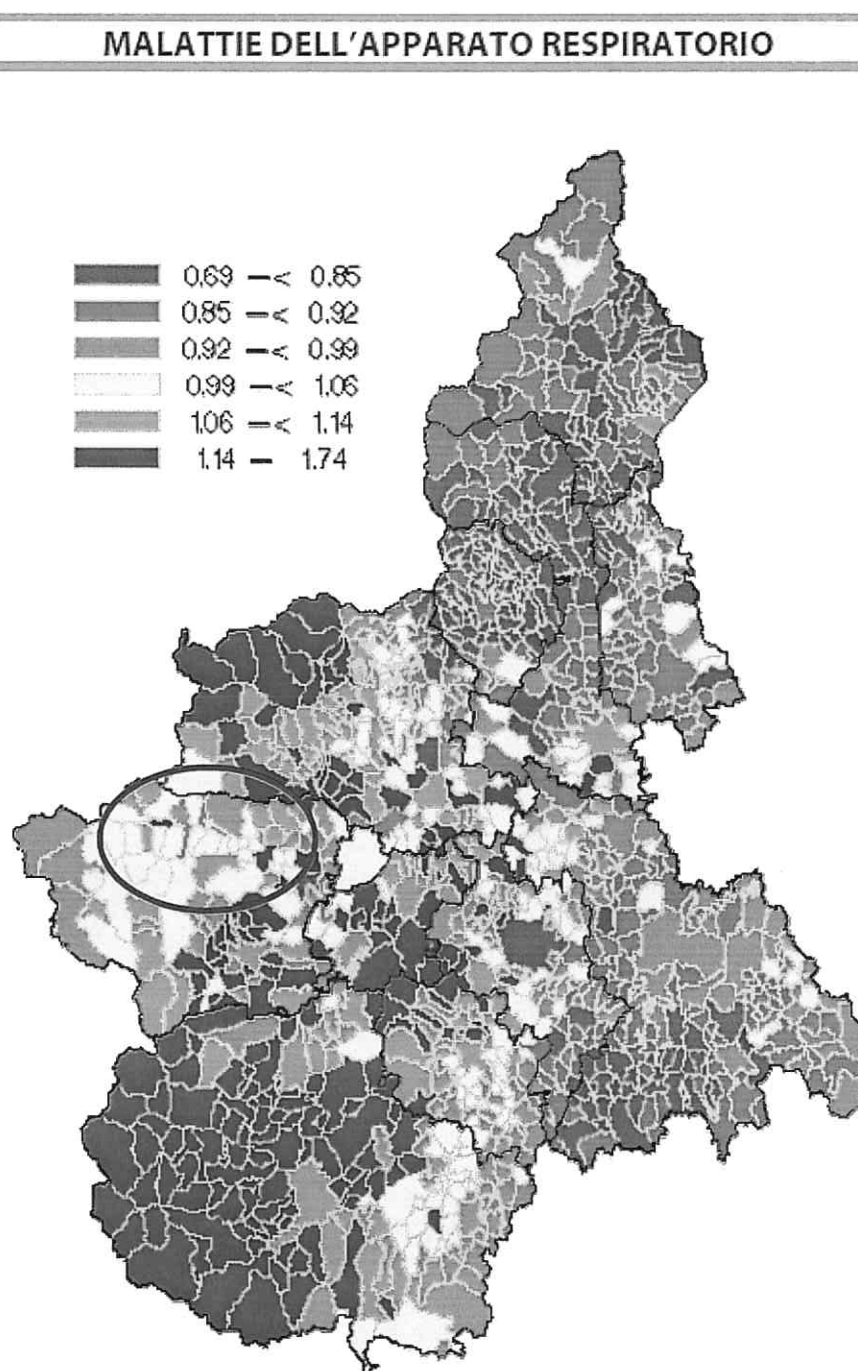 MALATTIE DELL'APPARATO RESPIRATORIO
0.69 –< 0.85
0.85 –< 0.92
0.92 –< 0.99
0.99 –< 1.06
1.06 –< 1.14
1.14 – 1.74